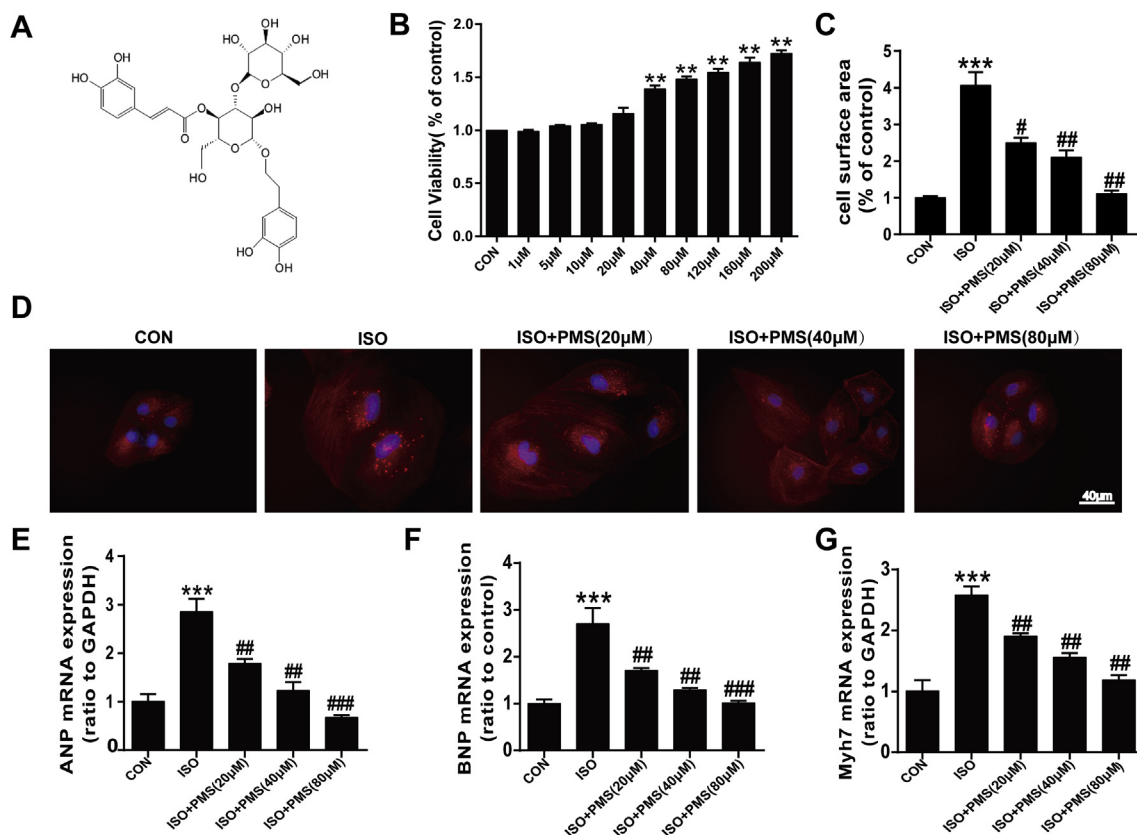 A
OH
HO
O
O
OH
HO
OH
HO
O
OH
O
OH
O
O
HO
HO
OH
B
Cell Viability( % of control)
2.0
1.5
1.0
0.5
0.0
**
**
**
**
**
CON
1μM
5μM
10μM
20μM
40μM
80μM
120μM
160μM
200μM
C
cell surface area
(% of control)
5
4
3
2
1
0
***
#
##
##
CON
ISO
ISO+PMS(20μM)
ISO+PMS(40μM)
ISO+PMS(80μM)
D
CON
ISO
ISO+PMS(20μM)
ISO+PMS(40μM)
ISO+PMS(80μM)
40μm
E
ANP mRNA expression
(ratio to GAPDH)
4
3
2
1
0
***
##
##
###
CON
ISO
ISO+PMS(20μM)
ISO+PMS(40μM)
ISO+PMS(80μM)
F
BNP mRNA expression
(ratio to control)
4
3
2
1
0
***
##
##
###
CON
ISO
ISO+PMS(20μM)
ISO+PMS(40μM)
ISO+PMS(80μM)
G
Myh7 mRNA expression
(ratio to GAPDH)
3
2
1
0
***
##
##
##
CON
ISO
ISO+PMS(20μM)
ISO+PMS(40μM)
ISO+PMS(80μM)